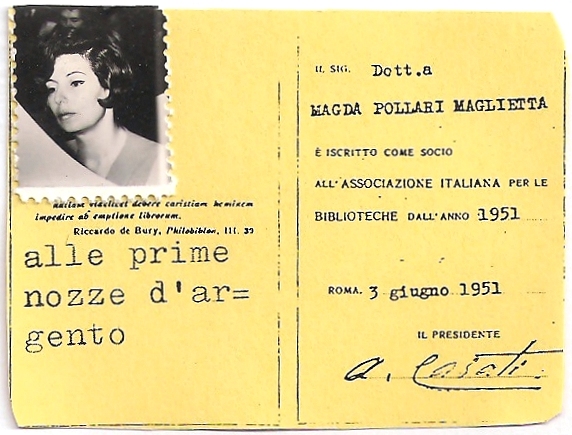 nullam videlicet debere caristiam hominem
impedire ab emptione librorum.
Riccardo de Bury, Philobiblon, III. 39
alle prime
nozze d'ar=
gento
IL SIG. Dott.a
MAGDA POLLARI MAGLIETTA
È ISCRITTO COME SOCIO
ALL'ASSOCIAZIONE ITALIANA PER LE
BIBLIOTECHE DALL'ANNO 1951
ROMA. 3 giugno 1951
IL PRESIDENTE
A. Casati.